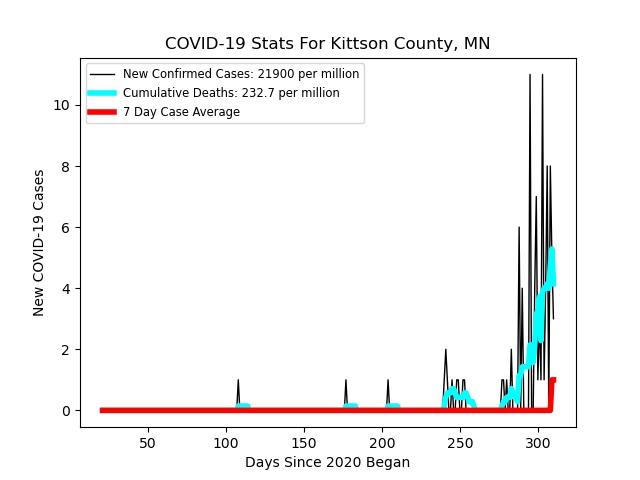 COVID-19 Stats For Kittson County, MN
New Confirmed Cases: 21900 per million
Cumulative Deaths: 232.7 per million
7 Day Case Average
New COVID-19 Cases
10
8
6
4
2
0
50
100
150
200
250
300
Days Since 2020 Began